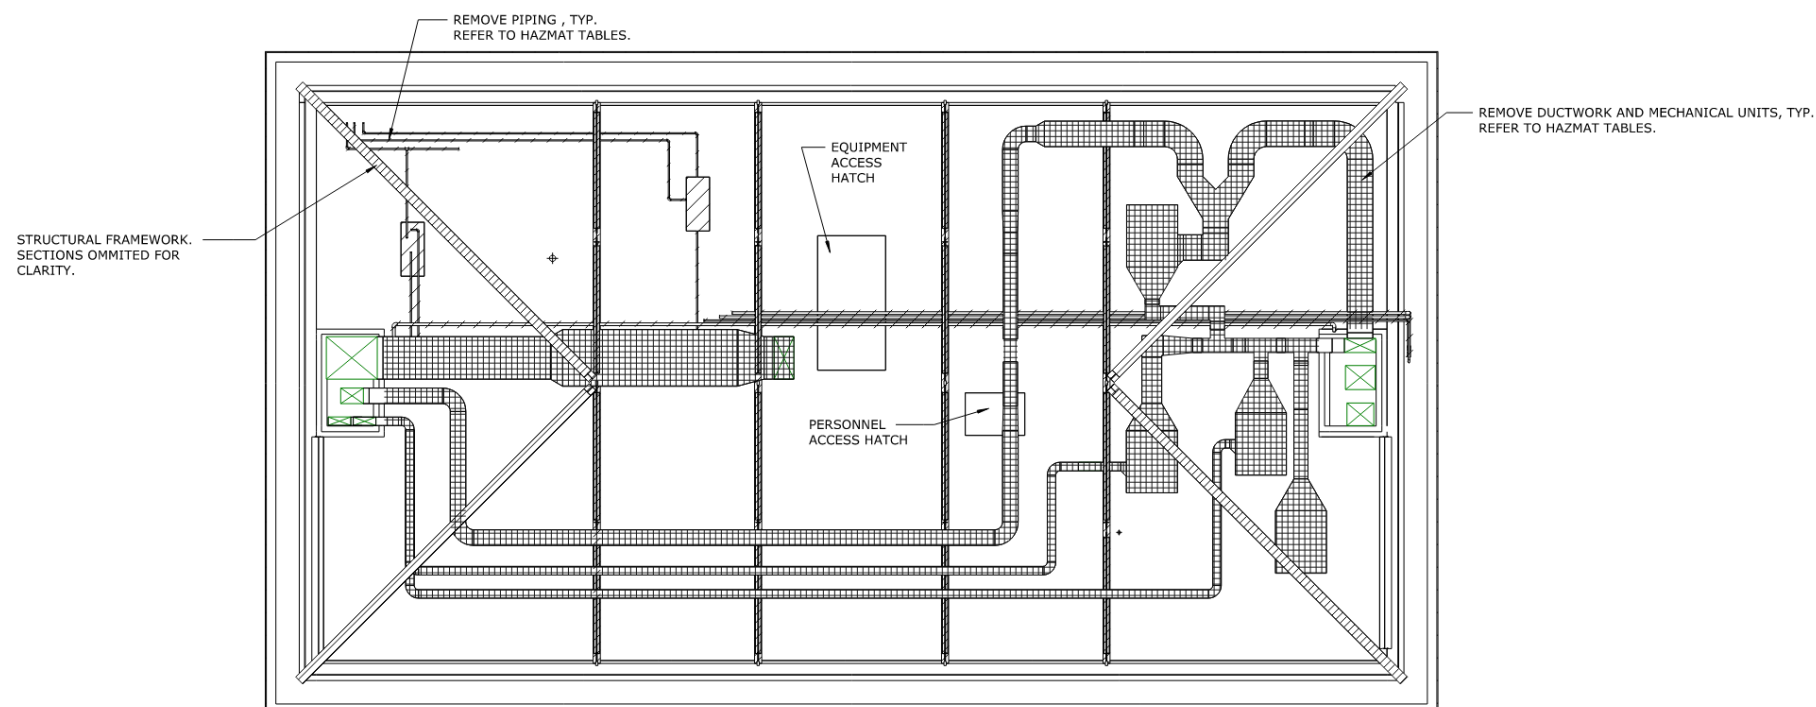 REMOVE PIPING , TYP.
REFER TO HAZMAT TABLES.
REMOVE DUCTWORK AND MECHANICAL UNITS, TYP.
REFER TO HAZMAT TABLES.
EQUIPMENT
ACCESS
HATCH
STRUCTURAL FRAMEWORK.
SECTIONS OMMITED FOR
CLARITY.
PERSONNEL
ACCESS HATCH